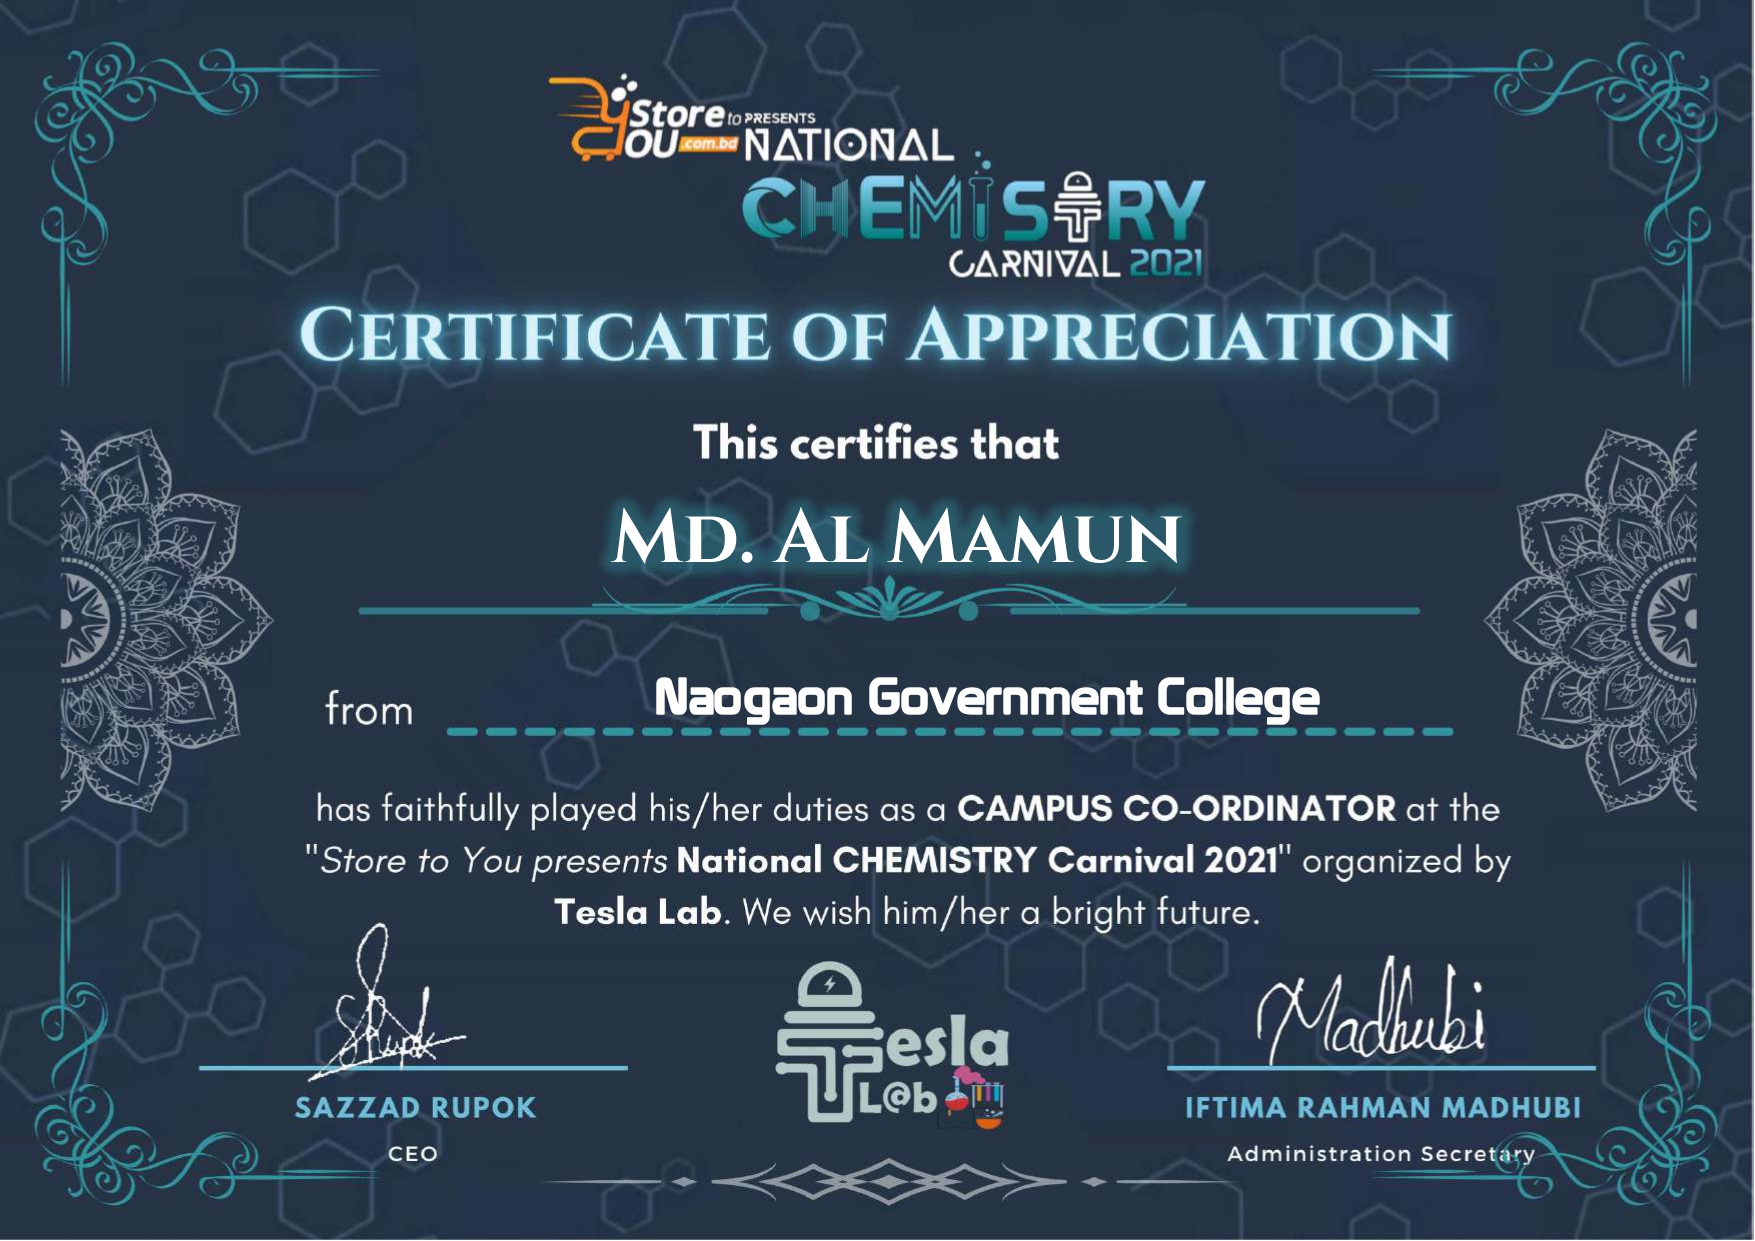 Store to PRESENTS
YOU .com.bd NATIONAL
CHEMISTRY
CARNIVAL 2021
CERTIFICATE OF APPRECIATION
This certifies that
MD. AL MAMUN
from Naogaon Government College
has faithfully played his/her duties as a CAMPUS CO-ORDINATOR at the
"Store to You presents National CHEMISTRY Carnival 2021" organized by
Tesla Lab. We wish him/her a bright future.
Rupok
Madhubi
Tesla
L@b
SAZZAD RUPOK
CEO
IFTIMA RAHMAN MADHUBI
Administration Secretary